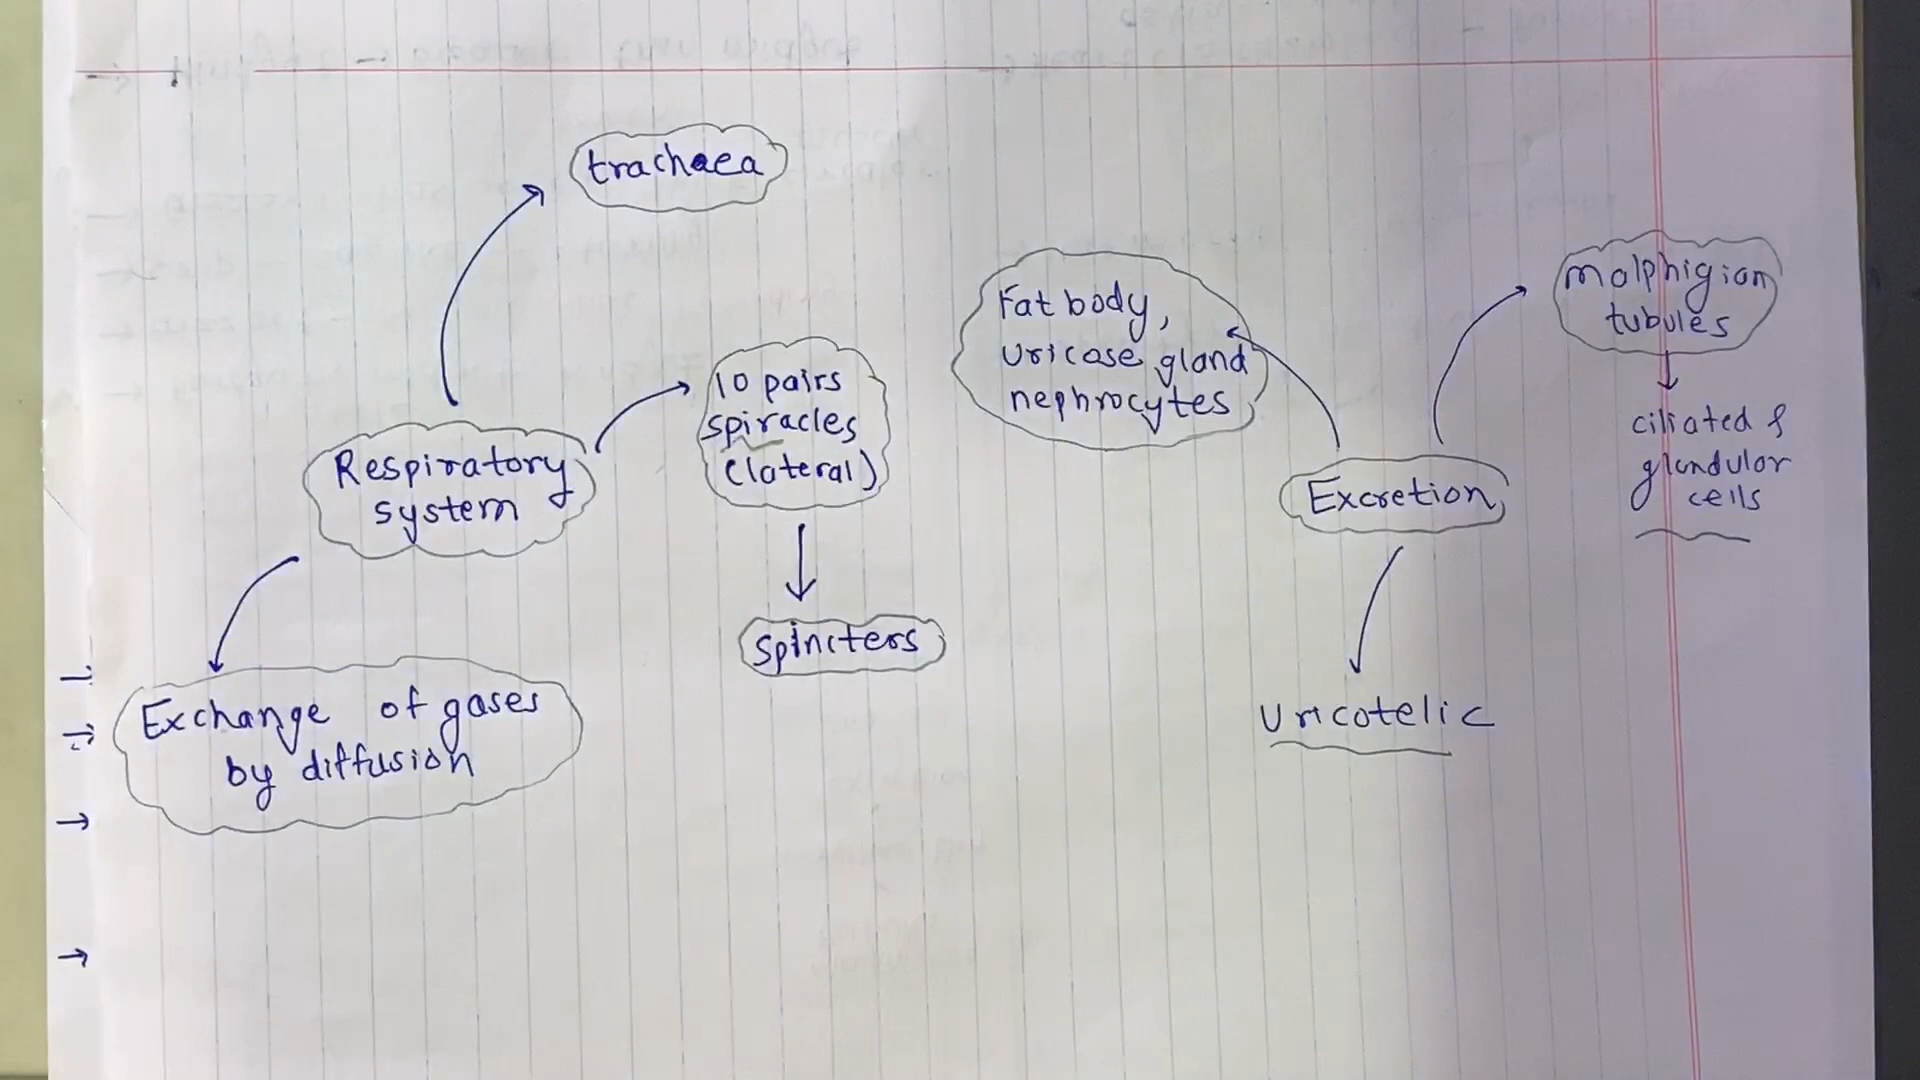 trachaea
10 pairs
spiracles
(lateral)
Respiratory
system
Spincters
Exchange of gases
by diffusion
Fat body,
uricase gland
nephrocytes
malphigian
tubules
ciliated &
glandular
cells
Excretion
Uricotelic